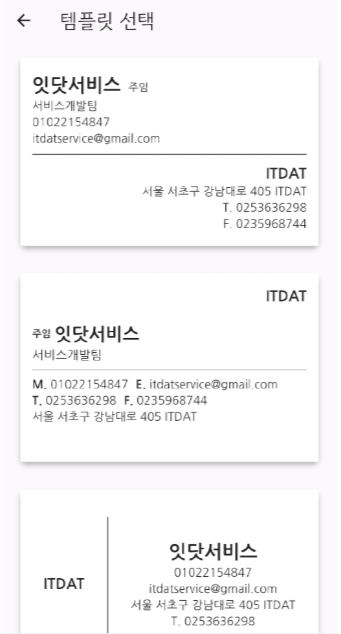 템플릿 선택
잇닷서비스 주임
서비스개발팀
01022154847
itdatservice@gmail.com
ITDAT
서울 서초구 강남대로 405 ITDAT
T. 0253636298
F. 0235968744
ITDAT
주임 잇닷서비스
서비스개발팀
M. 01022154847 E. itdatservice@gmail.com
T. 0253636298 F. 0235968744
서울 서초구 강남대로 405 ITDAT
ITDAT
잇닷서비스
01022154847
itdatservice@gmail.com
서울 서초구 강남대로 405 ITDAT
T. 0253636298